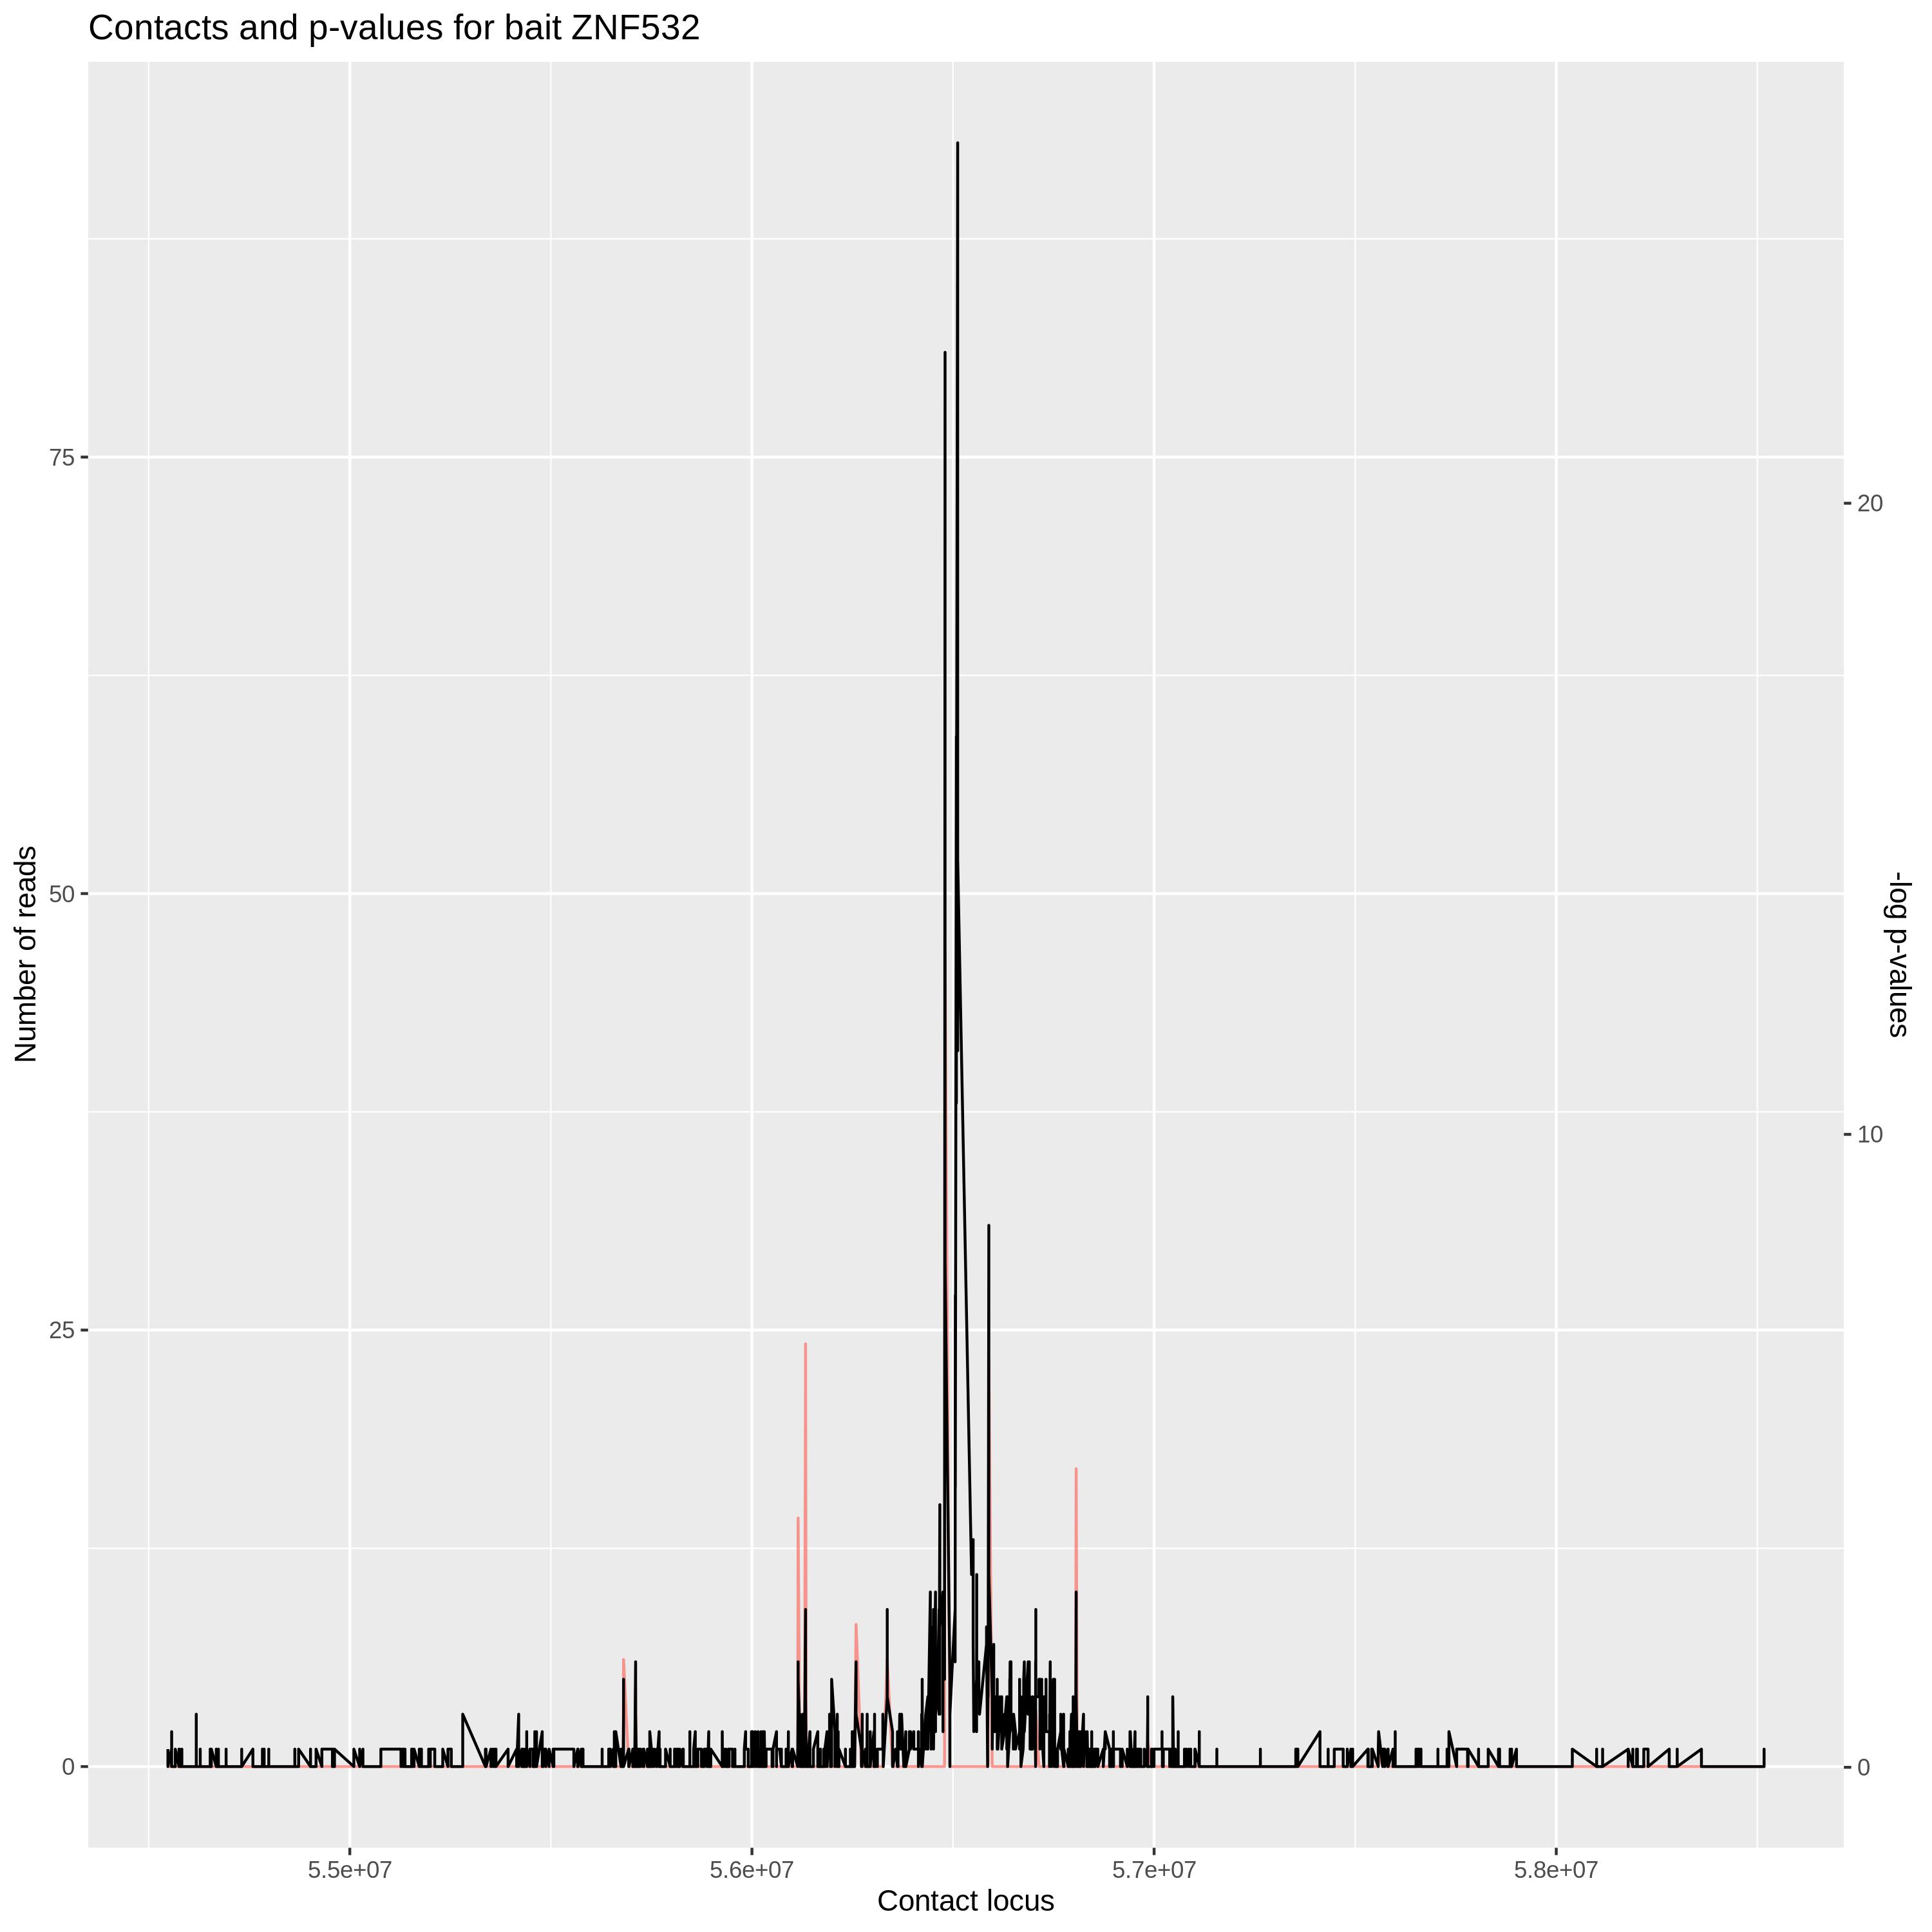 Contacts and p-values for bait ZNF532
Number of reads
75
50
25
0
20
10
0
-log p-values
5.5e+07 5.6e+07 5.7e+07 5.8e+07
Contact locus